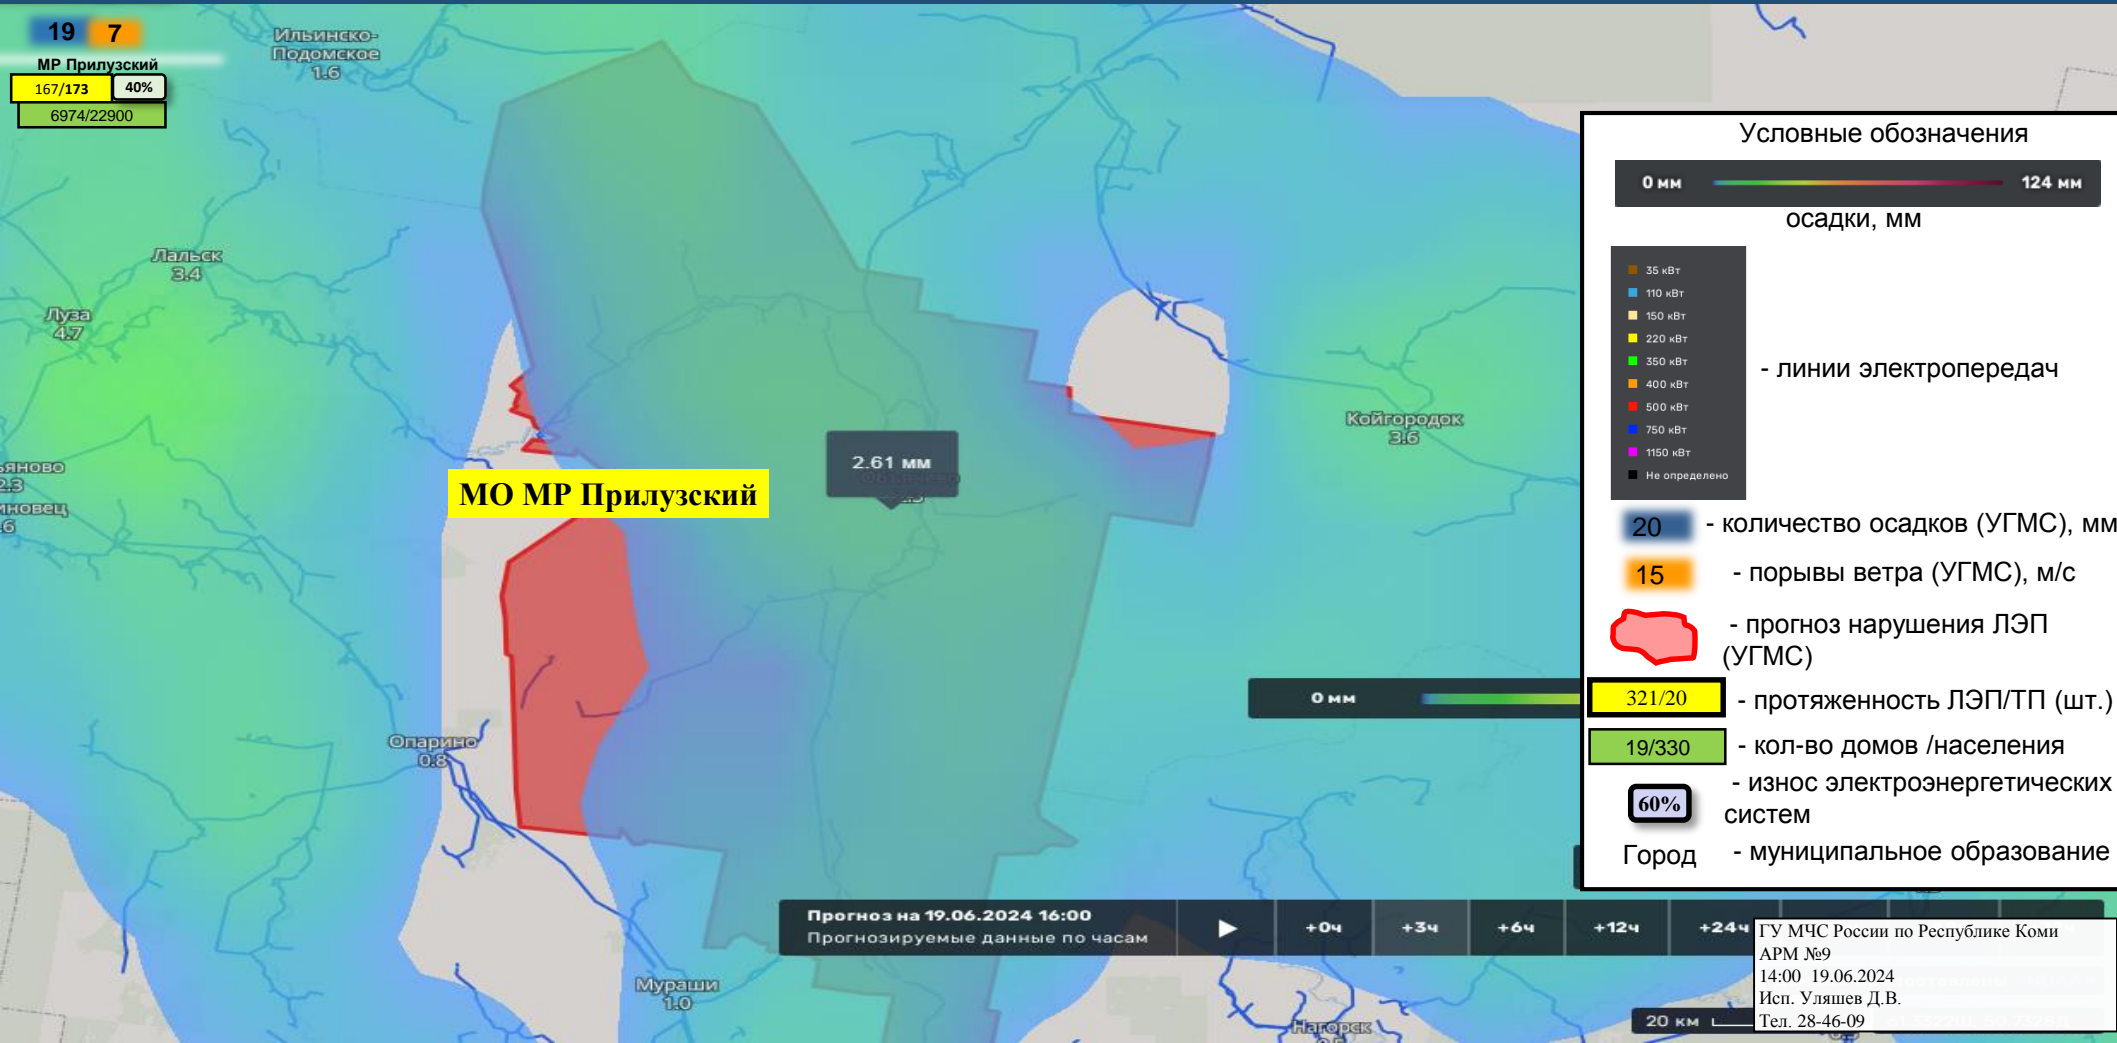 19 7
МР Прилузский
167/173 40%
6974/22900
Ильинско-
Подомское
1.6
Лальск
3.4
Луза
4.7
МО МР Прилузский
2.61 мм
Койгородок
3.6
Опарино
0.8
Мураши
1.0
Нагорск
0 мм
Прогноз на 19.06.2024 16:00
Прогнозируемые данные по часам
+0ч +3ч +6ч +12ч +24ч
20 км
Условные обозначения
0 мм 124 мм
осадки, мм
35 кВт
110 кВт
150 кВт
220 кВт
350 кВт
400 кВт
500 кВт
750 кВт
1150 кВт
Не определено
- линии электропередач
20 - количество осадков (УГМС), мм
15 - порывы ветра (УГМС), м/с
- прогноз нарушения ЛЭП
(УГМС)
321/20 - протяженность ЛЭП/ТП (шт.)
19/330 - кол-во домов /населения
- износ электроэнергетических
60% систем
Город - муниципальное образование
ГУ МЧС России по Республике Коми
АРМ №9
14:00 19.06.2024
Исп. Уляшев Д.В.
Тел. 28-46-09